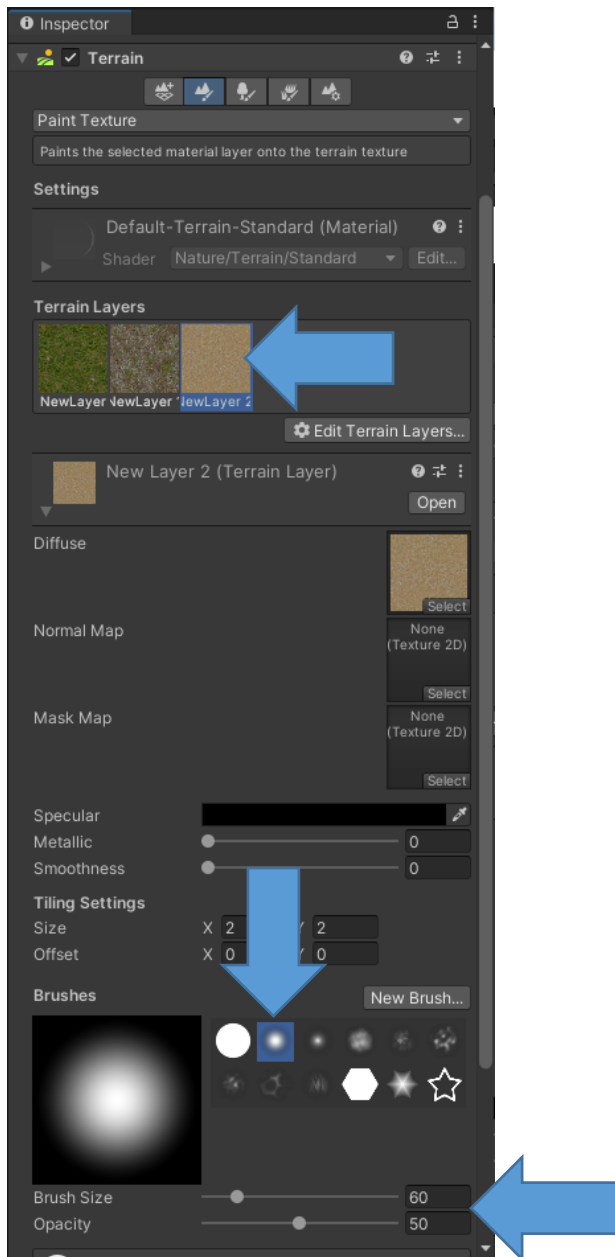 Inspector
Terrain
Paint Texture
Paints the selected material layer onto the terrain texture
Settings
Default-Terrain-Standard (Material)
Shader Nature/Terrain/Standard Edit...
Terrain Layers
NewLayer NewLayer 1 NewLayer 2
Edit Terrain Layers...
New Layer 2 (Terrain Layer)
Open
Diffuse
Select
Normal Map None
(Texture 2D)
Select
Mask Map None
(Texture 2D)
Select
Specular
Metallic 0
Smoothness 0
Tiling Settings
Size X 2 Y 2
Offset X 0 Y 0
Brushes New Brush...
Brush Size 60
Opacity 50